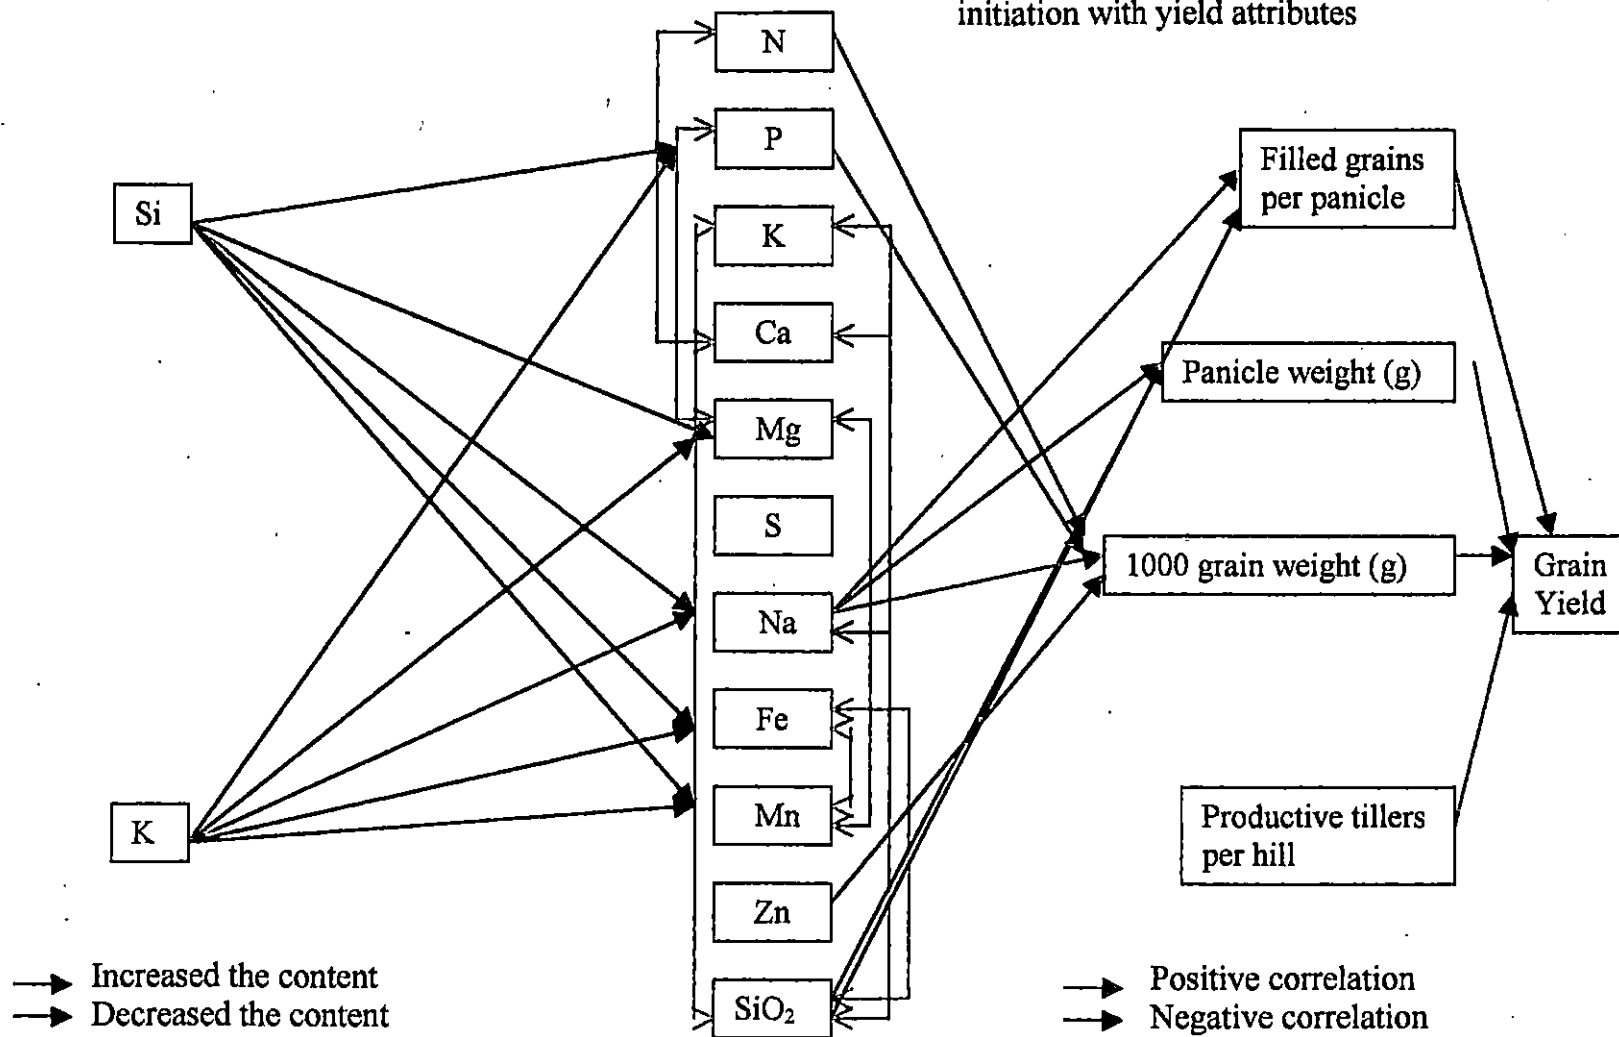 initiation with yield attributes
N
P
K
Ca
Mg
S
Na
Fe
Mn
Zn
SiO₂
Si
K
Filled grains
per panicle
Panicle weight (g)
1000 grain weight (g)
Productive tillers
per hill
Grain
Yield
Increased the content
Decreased the content
Positive correlation
Negative correlation